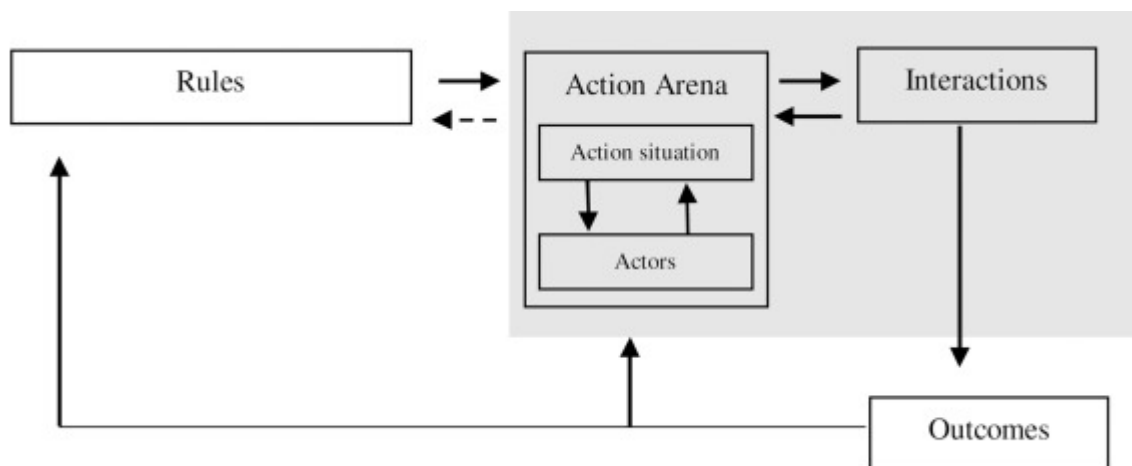 Rules
Action Arena
Interactions
Action situation
Actors
Outcomes